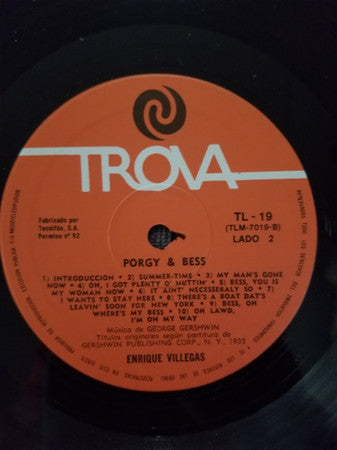 TROVA
Fabricado por
Tecnifón, S.A.
Permiso nº 92
TL - 19
(TLM-7019-B)
LADO 2
PORGY & BESS
1) INTRODUCCION • 2) SUMMER-TIME • 3) MY MAN'S GONE
NOW • 4) OH, I GOT PLENTY O' NUTTIN' • 5) BESS, YOU IS
MY WOMAN NOW • 6) IT AINT' NECESSERALY SO • 7)
I WANTS TO STAY HERE • 8) THERE'S A BOAT DAT'S
LEAVIN' SOON FOR NEW YORK • 9) BESS, OH
WHERE'S MY BESS • 10) OH LAWD,
I'M ON MY WAY
Música de GEORGE GERSHWIN
Títulos originales según partitura de
GERSHWIN PUBLISHING CORP., N. Y., 1935
ENRIQUE VILLEGAS